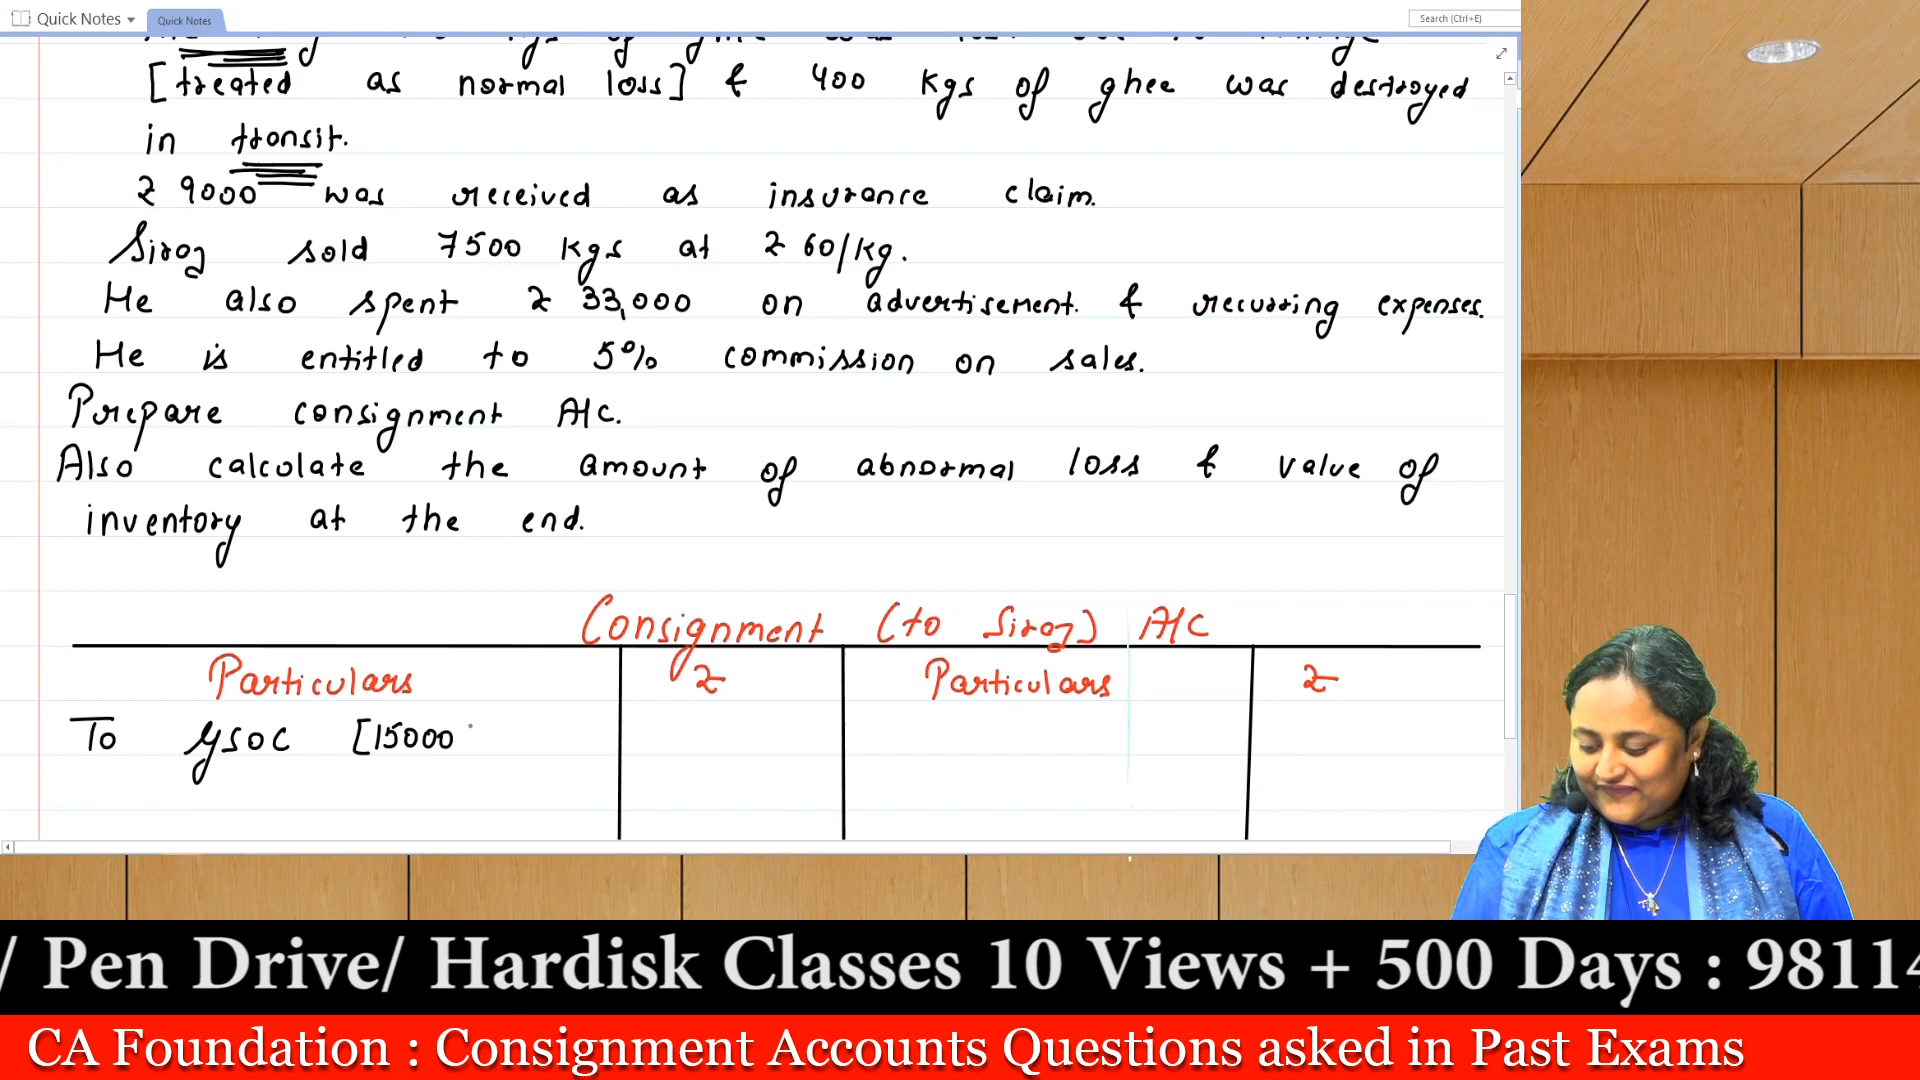 Quick Notes
Quick Notes
Search (Ctrl+E)
[treated as normal loss] & 400 kgs of ghee was destroyed
in transit.
₹ 9000 was received as insurance claim.
Siraj sold 7500 kgs at ₹ 60/kg.
He also spent ₹ 33,000 on advertisement. & recurring expenses.
He is entitled to 5% commission on sales.
Prepare consignment A/C.
Also calculate the amount of abnormal loss & value of
inventory at the end.
Consignment (to Siraj) A/C
Particulars ₹ Particulars ₹
To GSOC [15000
/ Pen Drive/ Hardisk Classes 10 Views + 500 Days : 98114
CA Foundation : Consignment Accounts Questions asked in Past Exams